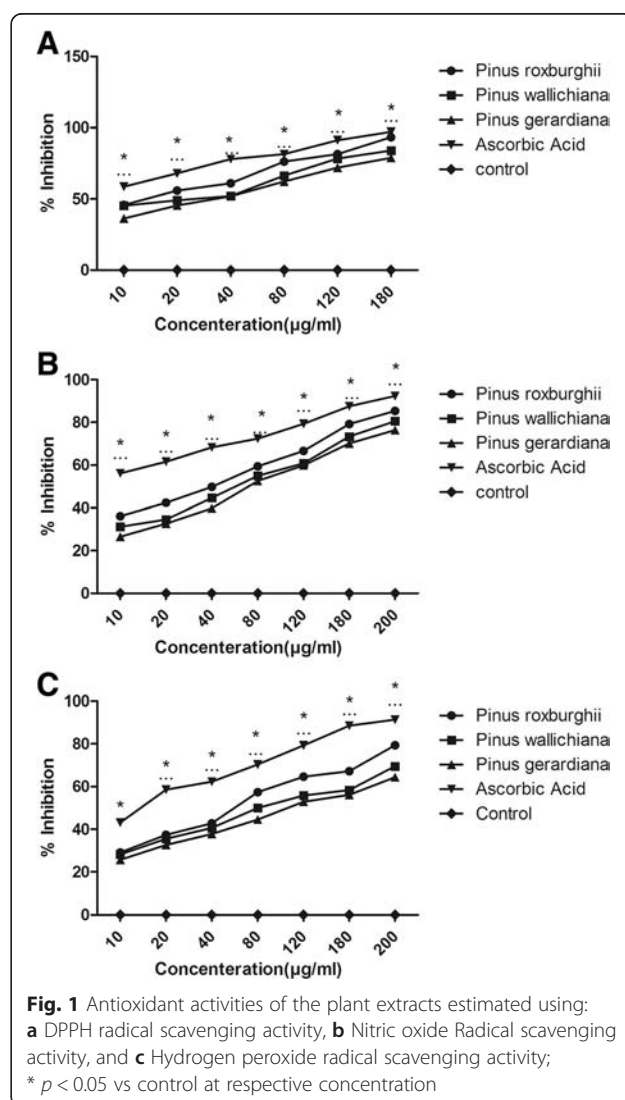 A
150
100
50
0
% Inhibition
* * * * * *
... ... ... ... ... ...
10 20 40 80 120 180
Concenteration(µg/ml)
Pinus roxburghii
Pinus wallichiana
Pinus gerardiana
Ascorbic Acid
control
B
100
80
60
40
20
0
% Inhibition
* * * * * * *
... ... ... ... ... ... ...
10 20 40 80 120 180 200
Concenteration(µg/ml)
Pinus roxburghii
Pinus wallichiana
Pinus gerardiana
Ascorbic Acid
control
C
100
80
60
40
20
0
% Inhibition
* * * * * * *
... ... ... ... ... ...
10 20 40 80 120 180 200
Concenteration(µg/ml)
Pinus roxburghii
Pinus wallichiana
Pinus gerardiana
Ascorbic Acid
Control
Fig. 1 Antioxidant activities of the plant extracts estimated using:
a DPPH radical scavenging activity, b Nitric oxide Radical scavenging
activity, and c Hydrogen peroxide radical scavenging activity;
* p < 0.05 vs control at respective concentration